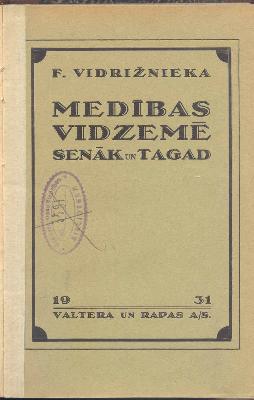 F. VIDRIŽNIEKA
MEDĪBAS
VIDZEMĒ
SENĀK UN TAGAD
19 31
VALTERA UN RAPAS A/S.